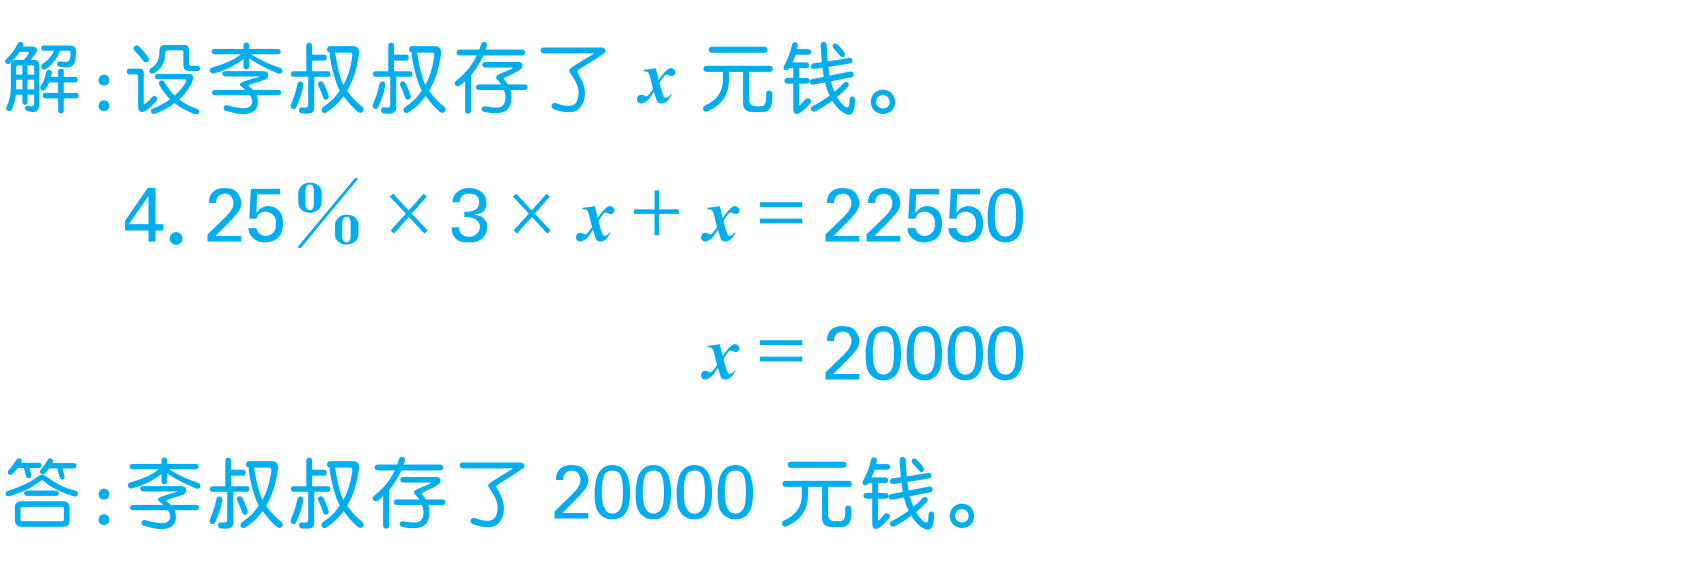 解:设李叔叔存了 x 元钱。
4.25%×3×x+x=22550
x=20000
答:李叔叔存了 20000 元钱。